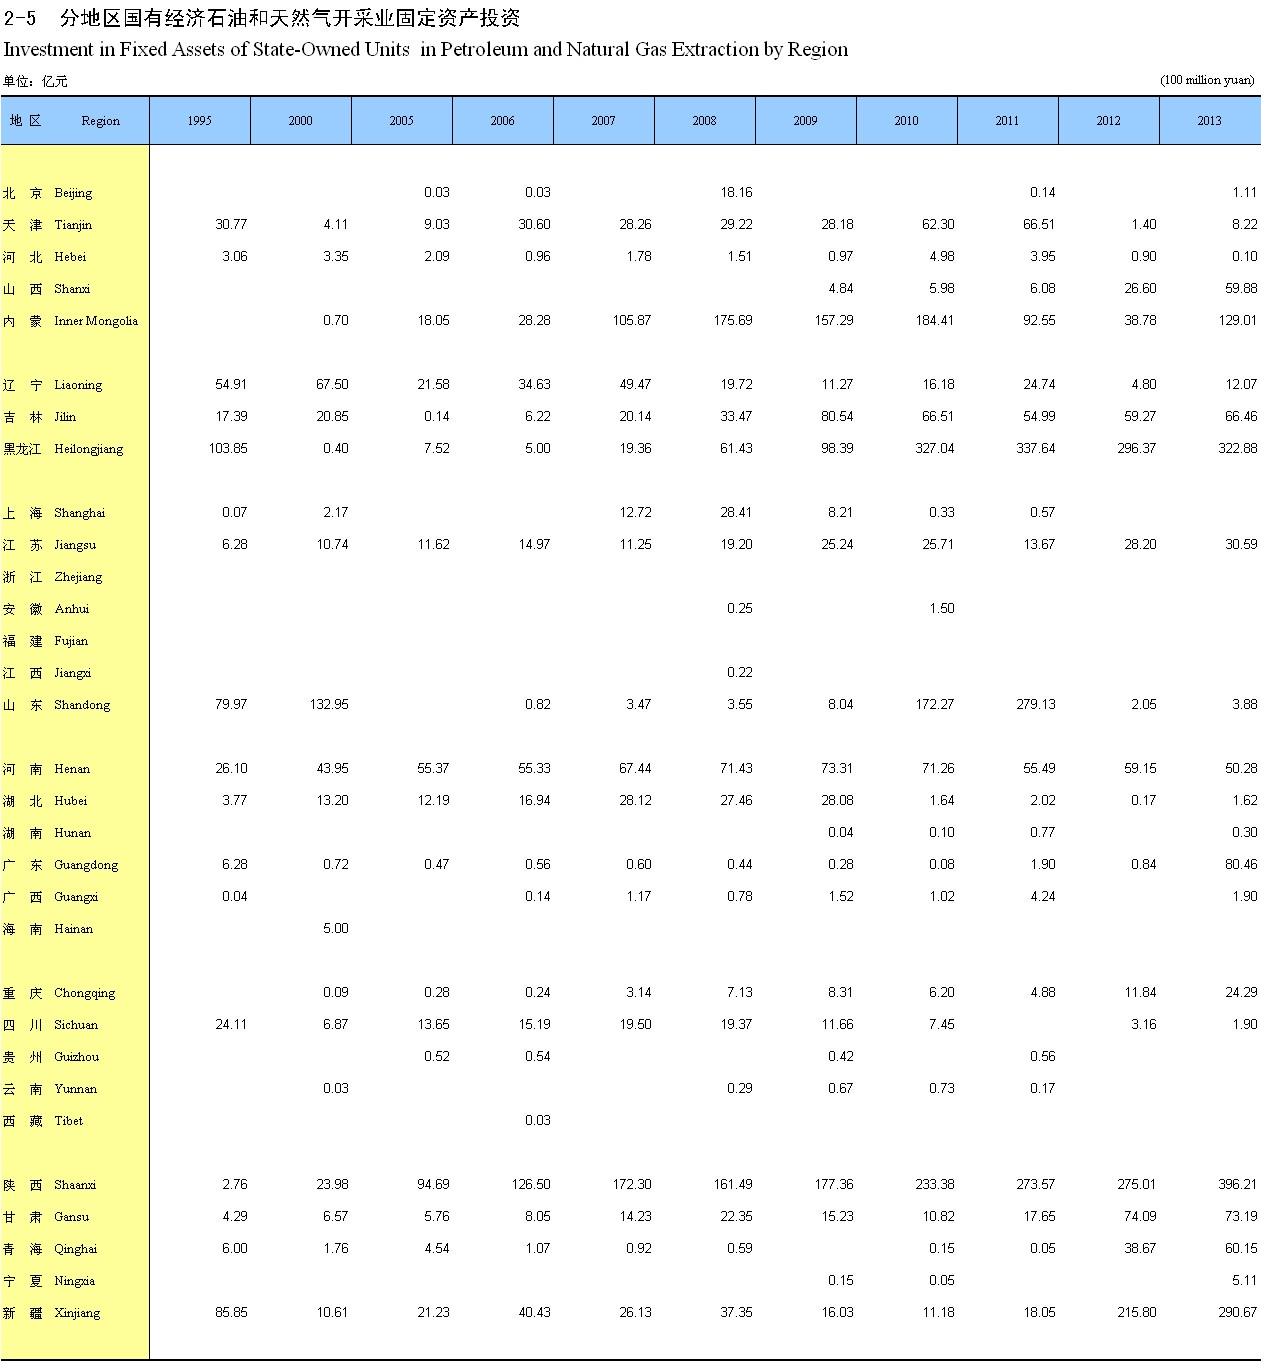 2-5 分地区国有经济石油和天然气开采业固定资产投资
Investment in Fixed Assets of State-Owned Units in Petroleum and Natural Gas Extraction by Region
单位：亿元 (100 million yuan)
地 区 Region 1995 2000 2005 2006 2007 2008 2009 2010 2011 2012 2013
北 京 Beijing 0.03 0.03 18.16 0.14 1.11
天 津 Tianjin 30.77 4.11 9.03 30.60 28.26 29.22 28.18 62.30 66.51 1.40 8.22
河 北 Hebei 3.06 3.35 2.09 0.96 1.78 1.51 0.97 4.98 3.95 0.90 0.10
山 西 Shanxi 4.84 5.98 6.08 26.60 59.88
内 蒙 Inner Mongolia 0.70 18.05 28.28 105.87 175.69 157.29 184.41 92.55 38.78 129.01
辽 宁 Liaoning 54.91 67.50 21.58 34.63 49.47 19.72 11.27 16.18 24.74 4.80 12.07
吉 林 Jilin 17.39 20.85 0.14 6.22 20.14 33.47 80.54 66.51 54.99 59.27 66.46
黑龙江 Heilongjiang 103.85 0.40 7.52 5.00 19.36 61.43 98.39 327.04 337.64 296.37 322.88
上 海 Shanghai 0.07 2.17 12.72 28.41 8.21 0.33 0.57
江 苏 Jiangsu 6.28 10.74 11.62 14.97 11.25 19.20 25.24 25.71 13.67 28.20 30.59
浙 江 Zhejiang
安 徽 Anhui 0.25 1.50
福 建 Fujian
江 西 Jiangxi 0.22
山 东 Shandong 79.97 132.95 0.82 3.47 3.55 8.04 172.27 279.13 2.05 3.88
河 南 Henan 26.10 43.95 55.37 55.33 67.44 71.43 73.31 71.26 55.49 59.15 50.28
湖 北 Hubei 3.77 13.20 12.19 16.94 28.12 27.46 28.08 1.64 2.02 0.17 1.62
湖 南 Hunan 0.04 0.10 0.77 0.30
广 东 Guangdong 6.28 0.72 0.47 0.56 0.60 0.44 0.28 0.08 1.90 0.84 80.46
广 西 Guangxi 0.04 0.14 1.17 0.78 1.52 1.02 4.24 1.90
海 南 Hainan 5.00
重 庆 Chongqing 0.09 0.28 0.24 3.14 7.13 8.31 6.20 4.88 11.84 24.29
四 川 Sichuan 24.11 6.87 13.65 15.19 19.50 19.37 11.66 7.45 3.16 1.90
贵 州 Guizhou 0.52 0.54 0.42 0.56
云 南 Yunnan 0.03 0.29 0.67 0.73 0.17
西 藏 Tibet 0.03
陕 西 Shaanxi 2.76 23.98 94.69 126.50 172.30 161.49 177.36 233.38 273.57 275.01 396.21
甘 肃 Gansu 4.29 6.57 5.76 8.05 14.23 22.35 15.23 10.82 17.65 74.09 73.19
青 海 Qinghai 6.00 1.76 4.54 1.07 0.92 0.59 0.15 0.05 38.67 60.15
宁 夏 Ningxia 0.15 0.05 5.11
新 疆 Xinjiang 85.85 10.61 21.23 40.43 26.13 37.35 16.03 11.18 18.05 215.80 290.67